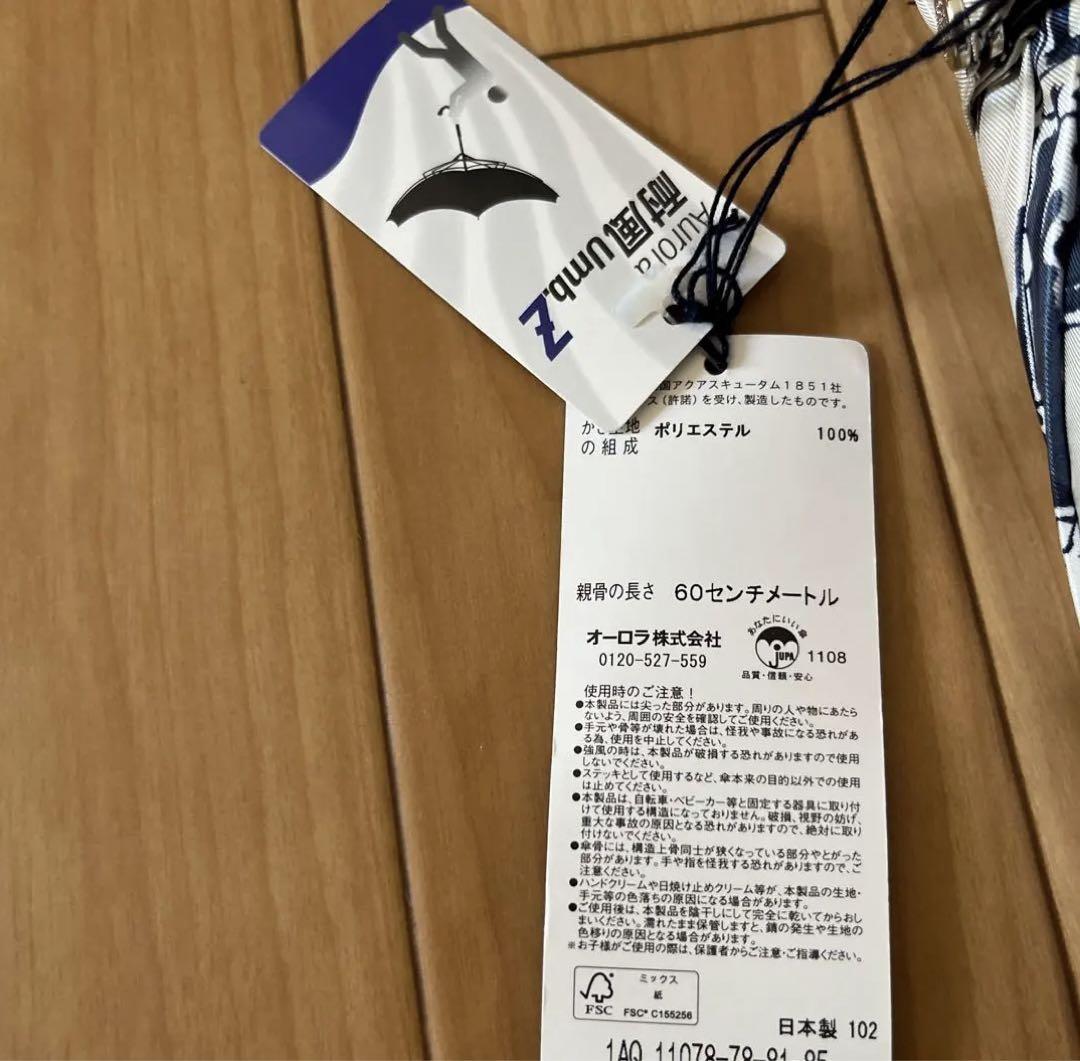 Aurora
耐風 Umb.Z
国アクアスキュータム1851社
ス(許諾)を受け、製造したものです。
の組成 ポリエステル 100%
親骨の長さ 60センチメートル
オーロラ株式会社
0120-527-559
あなたにいい傘
JUPA
1108
品質・信頼・安心
使用時のご注意!
●本製品には尖った部分があります。周りの人や物にあたら
ないよう、周囲の安全を確認してご使用ください。
●手元や骨等が壊れた場合は、怪我や事故になる恐れがあ
る為、使用を中止してください。
●強風の時は、本製品が破損する恐れがありますので使用
しないでください。
●ステッキとして使用するなど、傘本来の目的以外での使用
は止めてください。
●本製品は、自転車・ベビーカー等と固定する器具に取り付
けて使用する構造になっておりません。破損、視野の妨げ、
重大な事故の原因となる恐れがありますので、絶対に取り
付けないでください。
●傘骨には、構造上骨同士が狭くなっている部分やとがった
部分があります。手や指を怪我する恐れがありますので、ご
注意ください。
●ハンドクリームや日焼け止めクリーム等が、本製品の生地・
手元等の色落ちの原因になる場合があります。
●ご使用後は、本製品を陰干しにして完全に乾いてからおし
まいください。濡れたまま保管しますと、錆の発生や生地の
色移りの原因となる場合があります。
※お子様がご使用の際は、保護者からご注意・ご指導ください。
ミックス
紙
FSC
FSC® C155256
日本製 102
1AQ 11078-78-81-85